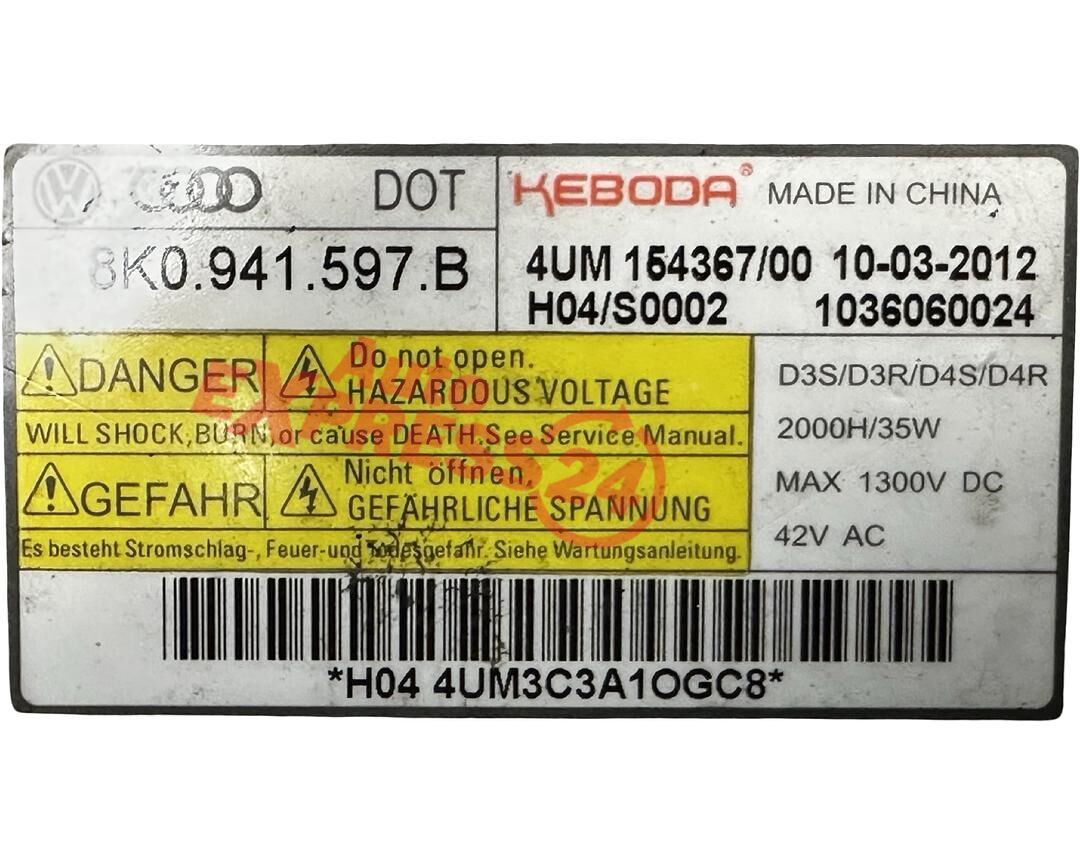 DOT
KEBODA® MADE IN CHINA
8K0.941.597.B
4UM 154367/00 10-03-2012
H04/S0002 1036060024
DANGER
Do not open.
HAZARDOUS VOLTAGE
WILL SHOCK,BURN,or cause DEATH.See Service Manual.
GEFAHR
Nicht öffnen,
GEFÄHRLICHE SPANNUNG
Es besteht Stromschlag-, Feuer-und Todesgefahr. Siehe Wartungsanleitung.
D3S/D3R/D4S/D4R
2000H/35W
MAX 1300V DC
42V AC
AUTO
EXPRESS24
*H04 4UM3C3A1OGC8*